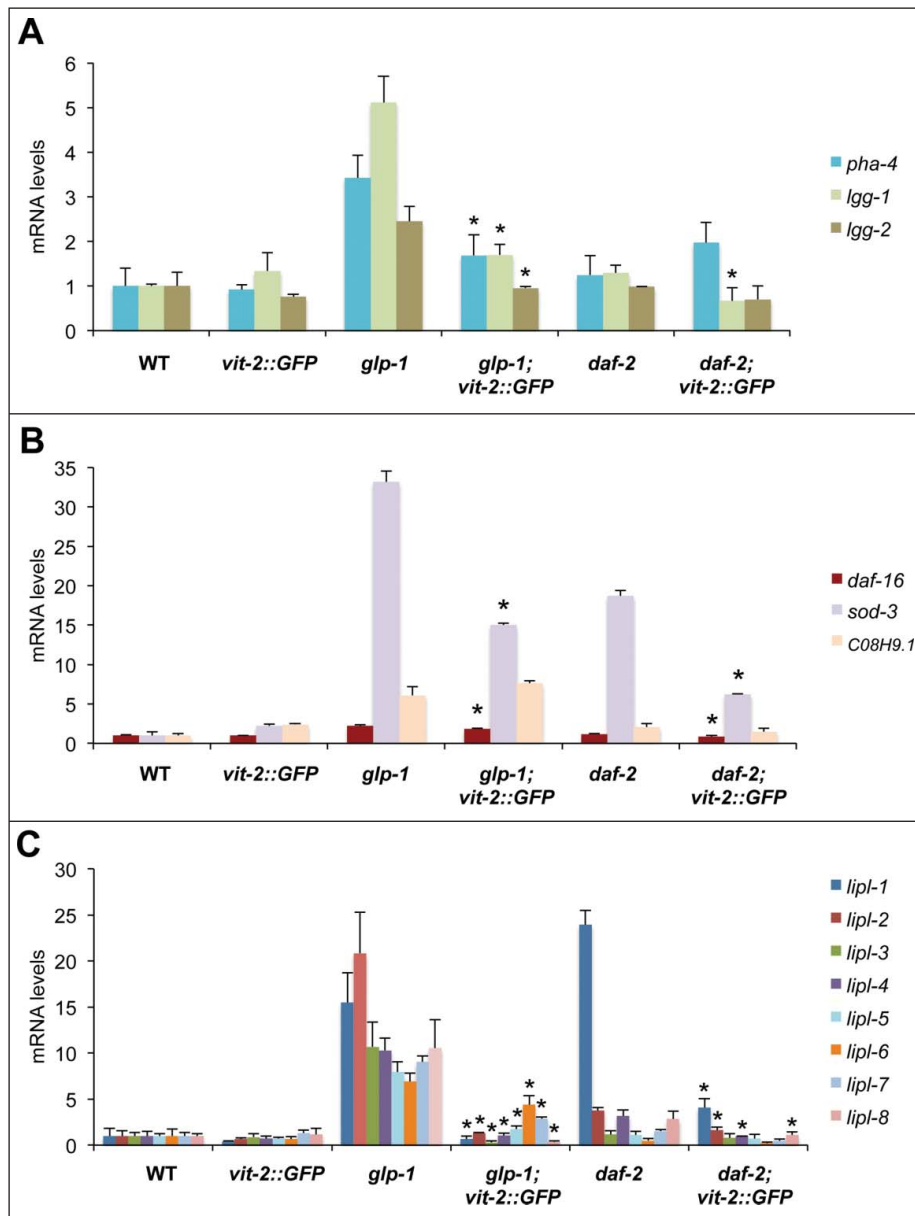 A
mRNA levels
6
5
4
3
2
1
0
* * *
*
WT vit-2::GFP glp-1 glp-1; daf-2 daf-2;
vit-2::GFP vit-2::GFP
pha-4
lgg-1
lgg-2
B
mRNA levels
35
30
25
20
15
10
5
0
* *
* *
WT vit-2::GFP glp-1 glp-1; daf-2 daf-2;
vit-2::GFP vit-2::GFP
daf-16
sod-3
C08H9.1
C
mRNA levels
30
25
20
15
10
5
0
* * * * * * * *
* * * *
WT vit-2::GFP glp-1 glp-1; daf-2 daf-2;
vit-2::GFP vit-2::GFP
lipl-1
lipl-2
lipl-3
lipl-4
lipl-5
lipl-6
lipl-7
lipl-8